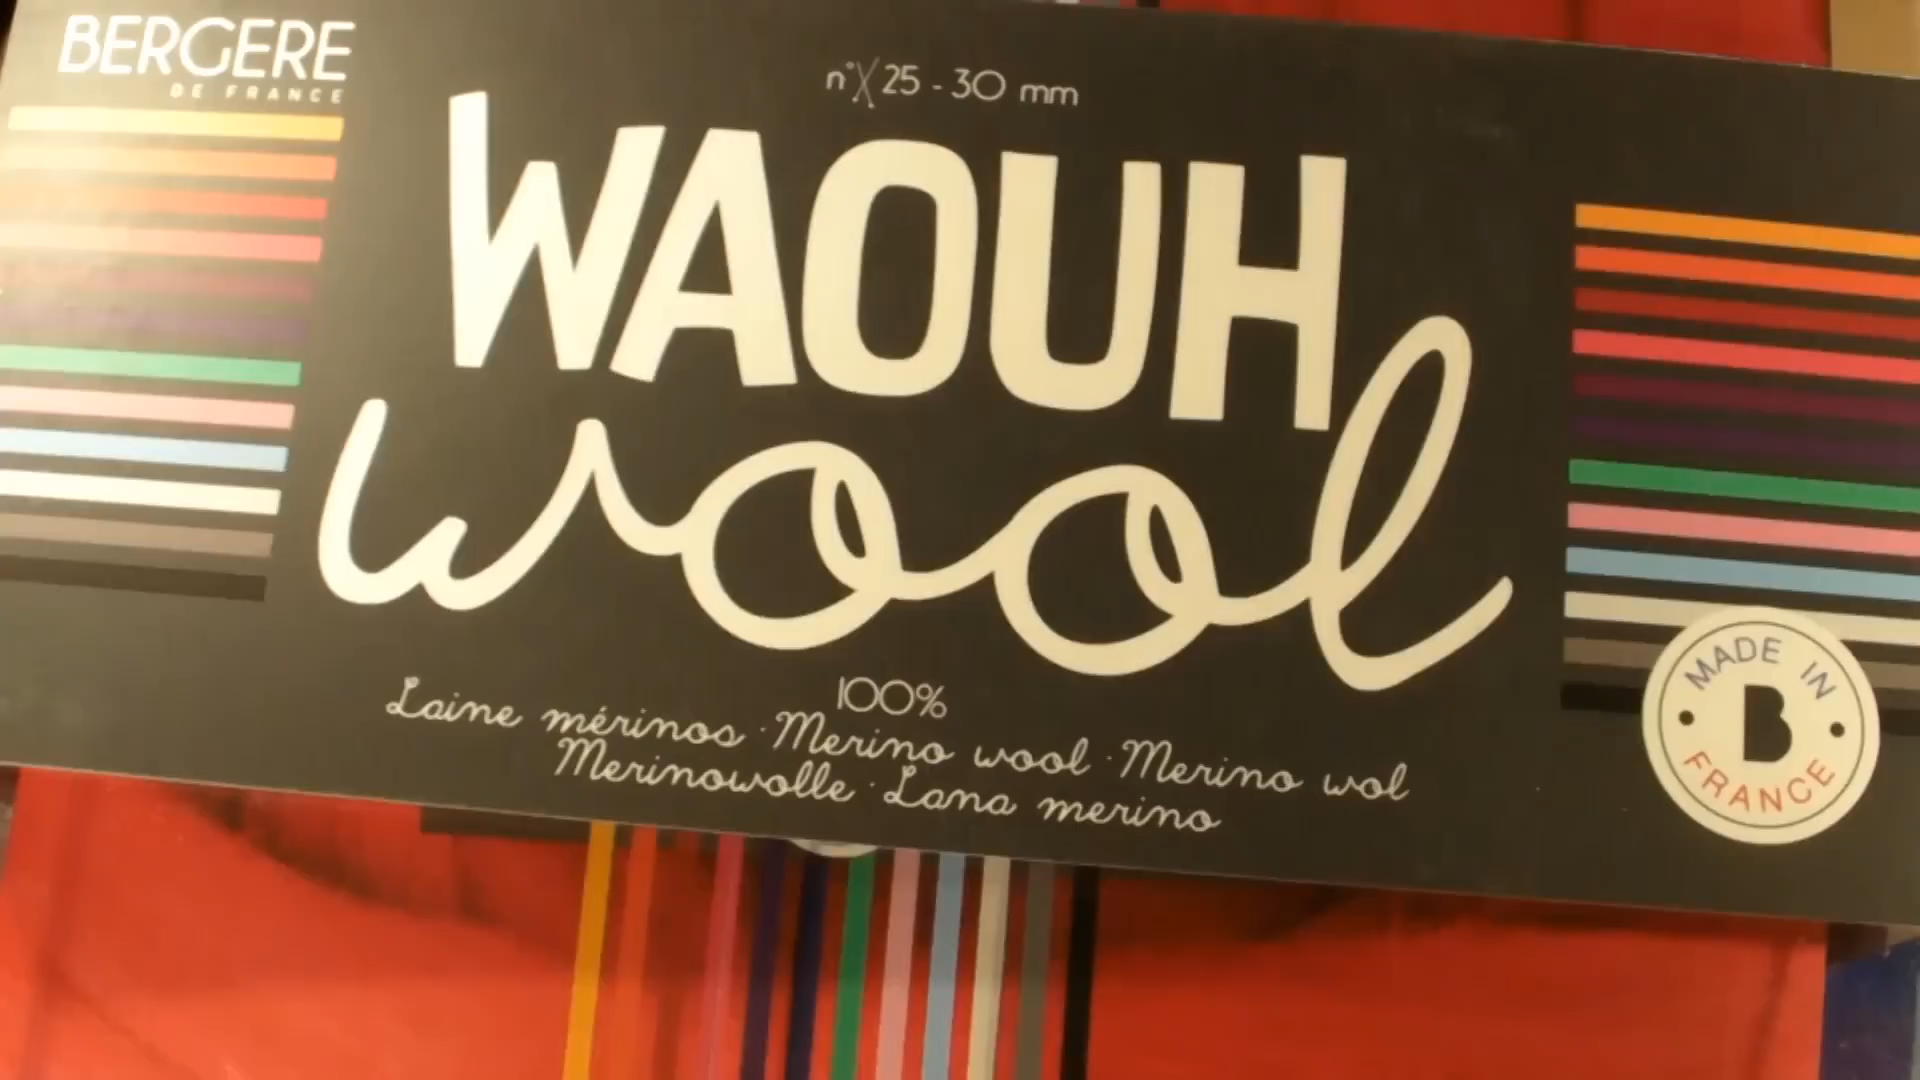 BERGERE
DE FRANCE
n° 25 - 30 mm
WAOUH
wool
100%
Laine mérinos · Merino wool · Merino wol
Merinowolle · Lana merino
MADE IN
B
FRANCE